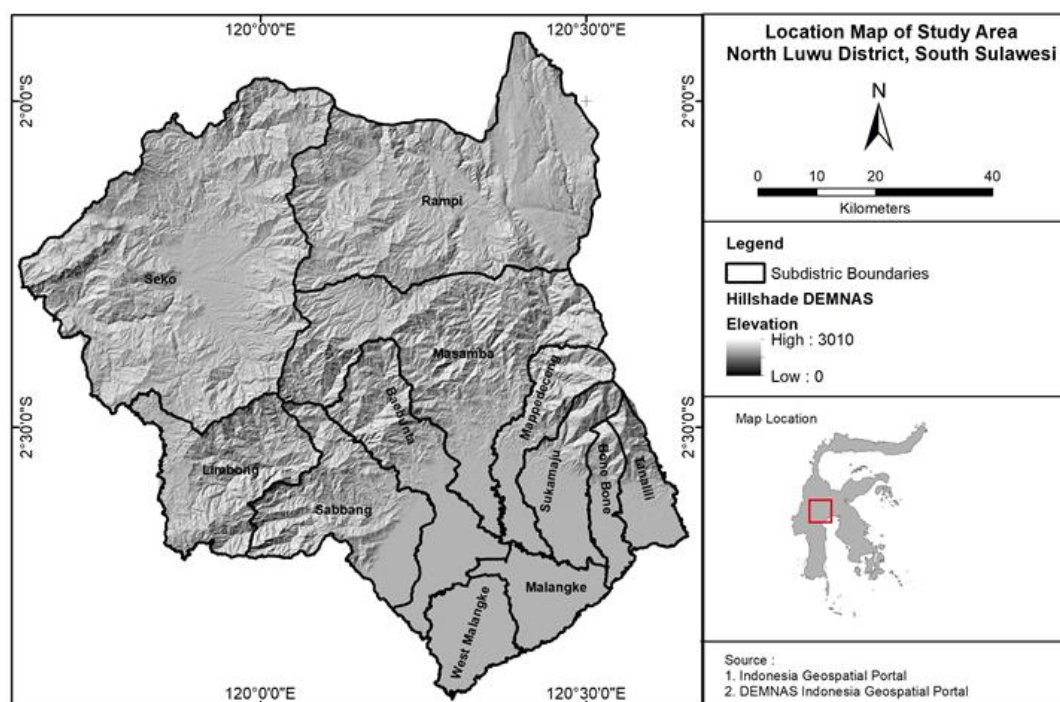 120°0'0"E
120°30'0"E
2°0'0"S
2°0'0"S
Rampi
Seko
Masamba
Baebunta
Mappedeceng
2°30'0"S
2°30'0"S
Limbong
Sabbang
Sukamaju
Bone Bone
Tanalili
Malangke
West Malangke
120°0'0"E
120°30'0"E
Location Map of Study Area
North Luwu District, South Sulawesi
N
0 10 20 40
Kilometers
Legend
Subdistric Boundaries
Hillshade DEMNAS
Elevation
High : 3010
Low : 0
Map Location
Source :
1. Indonesia Geospatial Portal
2. DEMNAS Indonesia Geospatial Portal